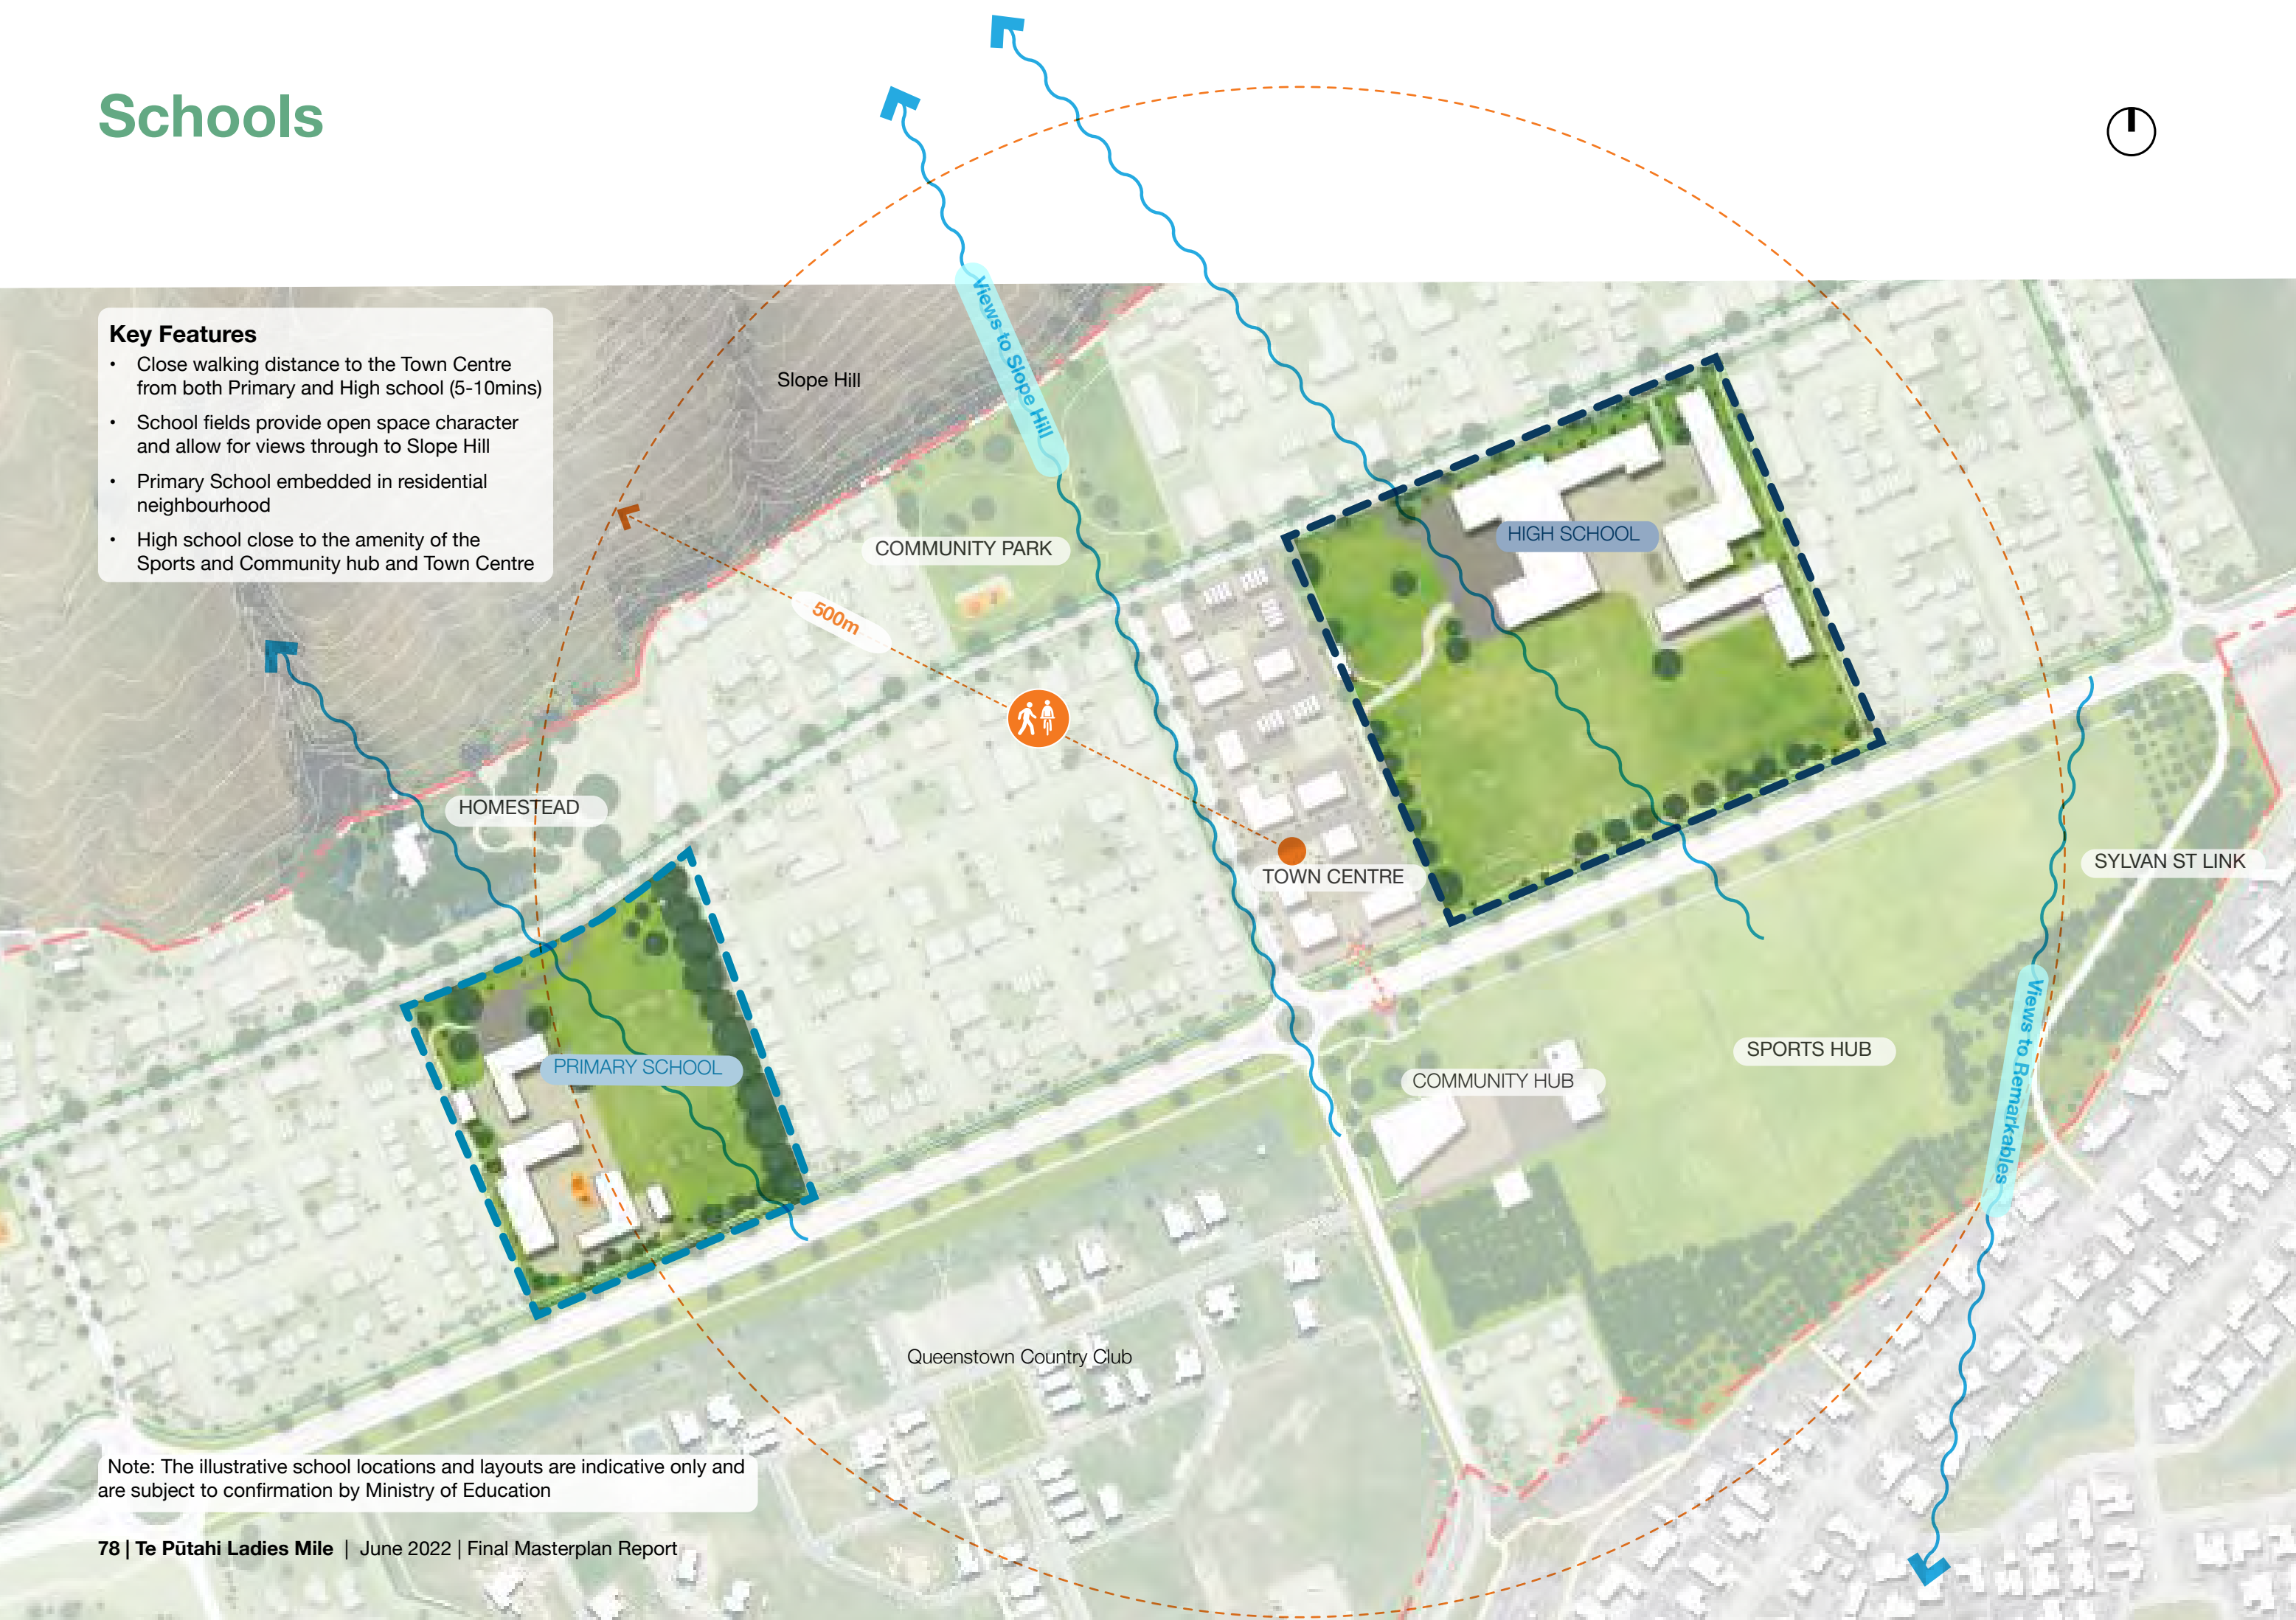 Schools
Key Features
• Close walking distance to the Town Centre
from both Primary and High school (5-10mins)
• School fields provide open space character
and allow for views through to Slope Hill
• Primary School embedded in residential
neighbourhood
• High school close to the amenity of the
Sports and Community hub and Town Centre
Views to Slope Hill
Slope Hill
COMMUNITY PARK
HIGH SCHOOL
500m
HOMESTEAD
TOWN CENTRE
SYLVAN ST LINK
PRIMARY SCHOOL
COMMUNITY HUB
SPORTS HUB
Views to Remarkables
Queenstown Country Club
Note: The illustrative school locations and layouts are indicative only and
are subject to confirmation by Ministry of Education
78 | Te Pūtahi Ladies Mile | June 2022 | Final Masterplan Report